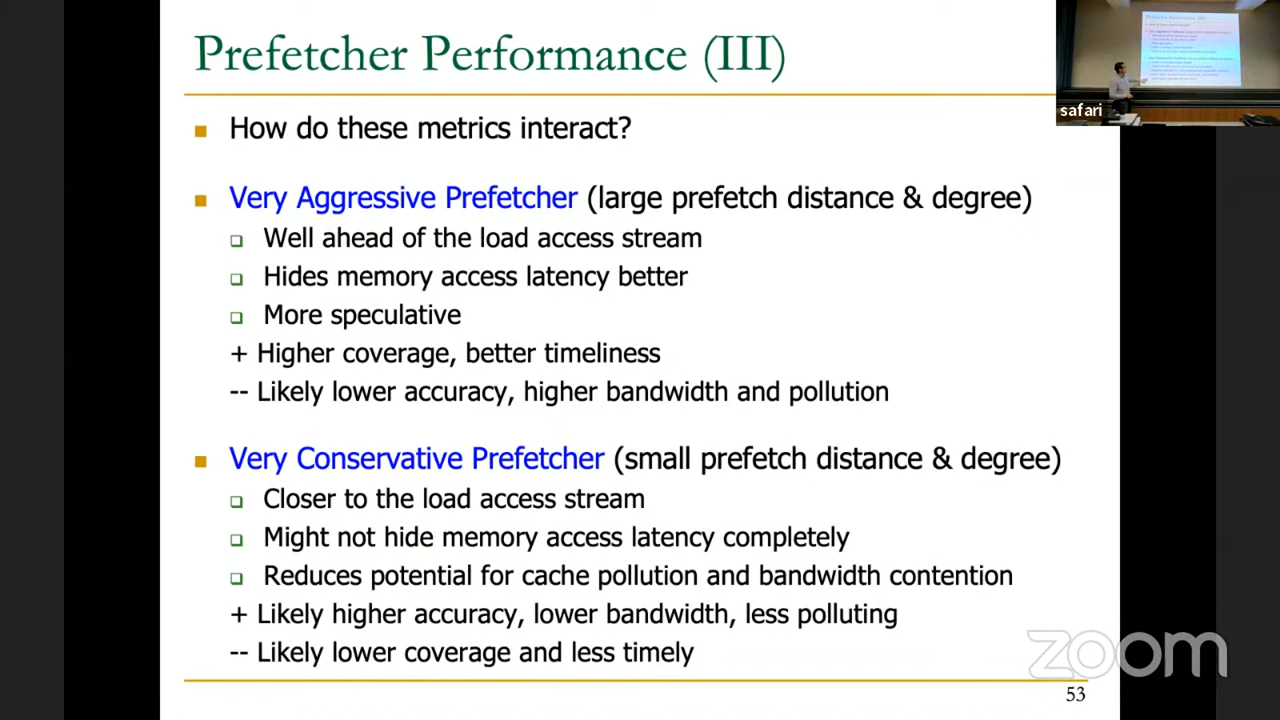 Prefetcher Performance (III)
safari
How do these metrics interact?
Very Aggressive Prefetcher (large prefetch distance & degree)
Well ahead of the load access stream
Hides memory access latency better
More speculative
+ Higher coverage, better timeliness
-- Likely lower accuracy, higher bandwidth and pollution
Very Conservative Prefetcher (small prefetch distance & degree)
Closer to the load access stream
Might not hide memory access latency completely
Reduces potential for cache pollution and bandwidth contention
+ Likely higher accuracy, lower bandwidth, less polluting
-- Likely lower coverage and less timely
zoom
53